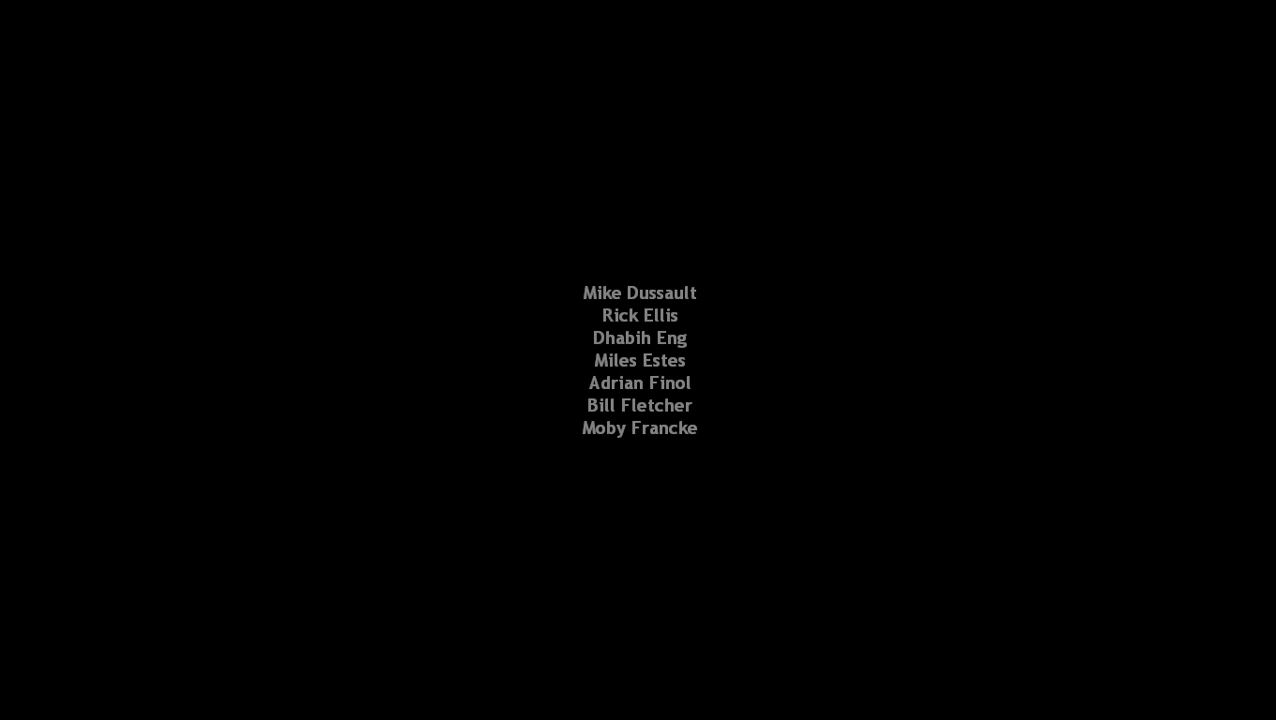 Mike Dussault
Rick Ellis
Dhabih Eng
Miles Estes
Adrian Finol
Bill Fletcher
Moby Francke